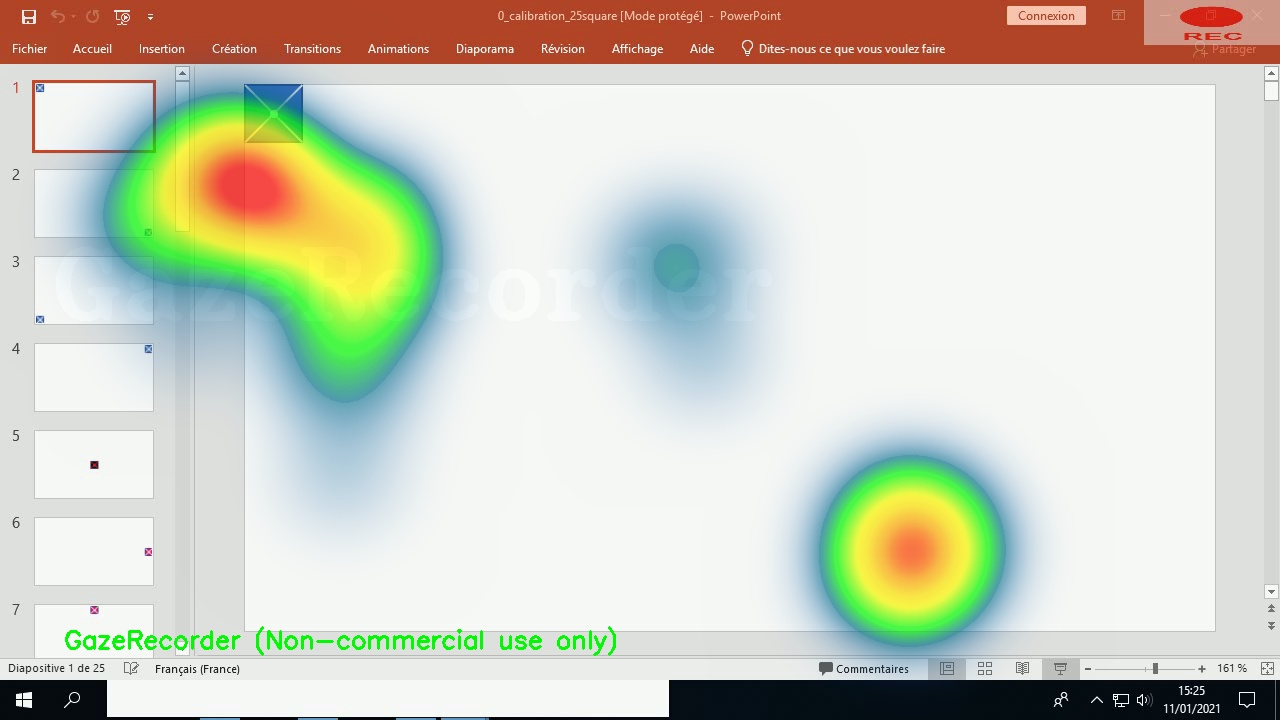 0_calibration_25square [Mode protégé] - PowerPoint
Connexion
REC
Fichier Accueil Insertion Création Transitions Animations Diaporama Révision Affichage Aide Dites-nous ce que vous voulez faire Partager
1
2
3
4
5
6
7
GazeRecorder
GazeRecorder (Non-commercial use only)
Diapositive 1 de 25 Français (France) Commentaires 161 %
15:25
11/01/2021